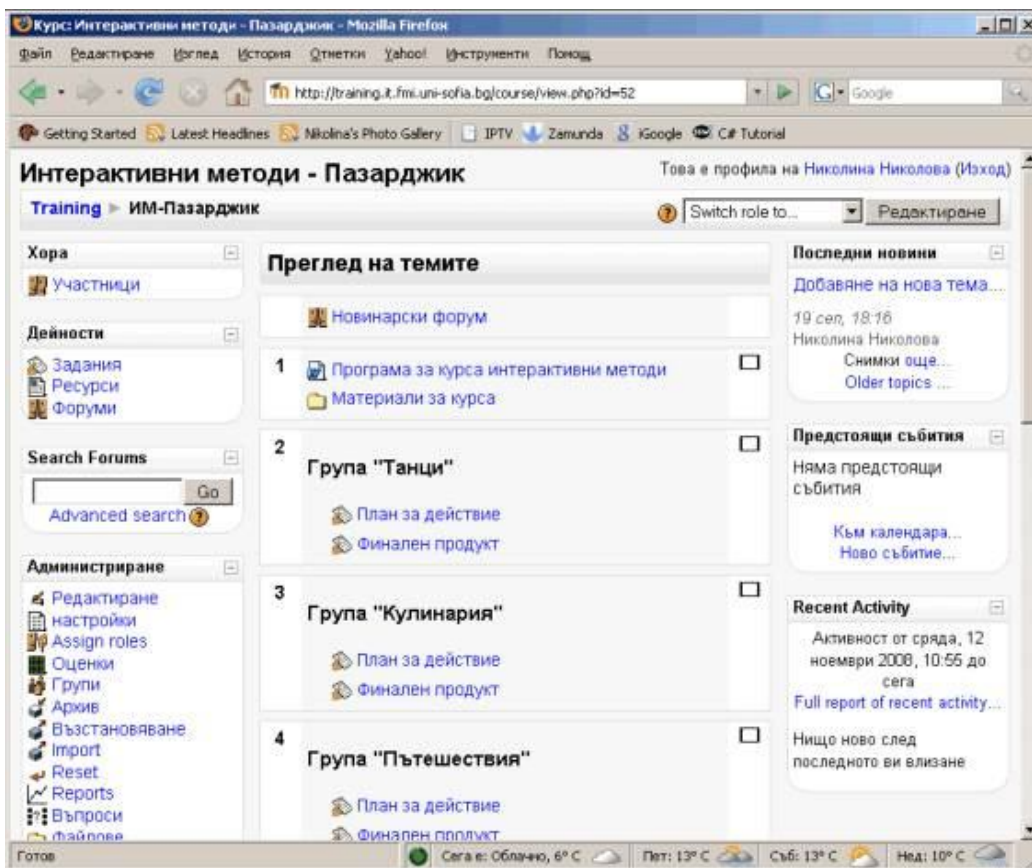 Курс: Интерактивни методи - Пазарджик - Mozilla Firefox
Файл Редактиране Изглед История Отметки Yahoo! Инструменти Помощ
http://training.it.fmi.uni-sofia.bg/course/view.php?id=52 Google
Getting Started Latest Headlines Nikolina's Photo Gallery IPTV Zamunda iGoogle C# Tutorial
Интерактивни методи - Пазарджик
Това е профила на Николина Николова (Изход)
Training ► ИМ-Пазарджик
Switch role to... Редактиране
Хора
Участници
Дейности
Задания
Ресурси
Форуми
Search Forums
Go
Advanced search
Администриране
Редактиране
настройки
Assign roles
Оценки
Групи
Архив
Възстановяване
Import
Reset
Reports
Въпроси
Файлове
Преглед на темите
Новинарски форум
1 Програма за курса интерактивни методи
Материали за курса
2
Група "Танци"
План за действие
Финален продукт
3
Група "Кулинария"
План за действие
Финален продукт
4
Група "Пътешествия"
План за действие
Финален продукт
Последни новини
Добавяне на нова тема...
19 сеп, 18:16
Николина Николова
Снимки още...
Older topics ...
Предстоящи събития
Няма предстоящи
събития
Към календара...
Ново събитие...
Recent Activity
Активност от сряда, 12
ноември 2008, 10:55 до
сега
Full report of recent activity...
Нищо ново след
последното ви влизане
Готово Сега е: Облачно, 6° C Пет: 13° C Съб: 13° C Нед: 10° C